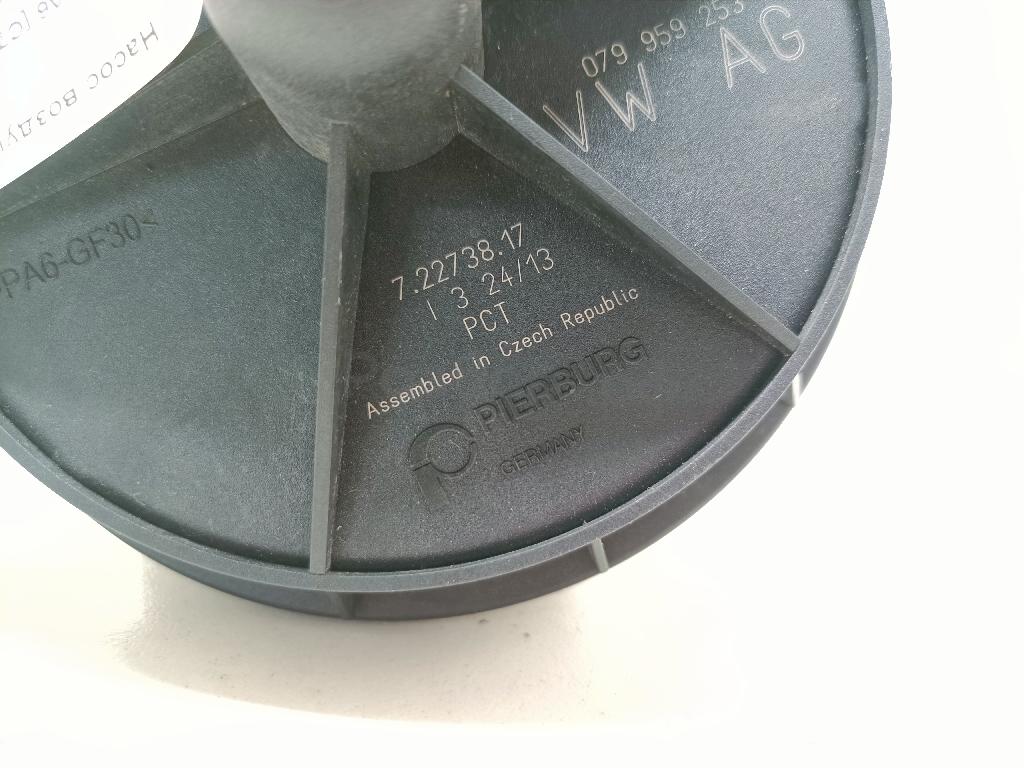 Насос Возду
079 959 253
VW AG
PA6-GF30<
7.22738.17
I 3 24/13
PCT
Assembled in Czech Republic
PIERBURG
GERMANY